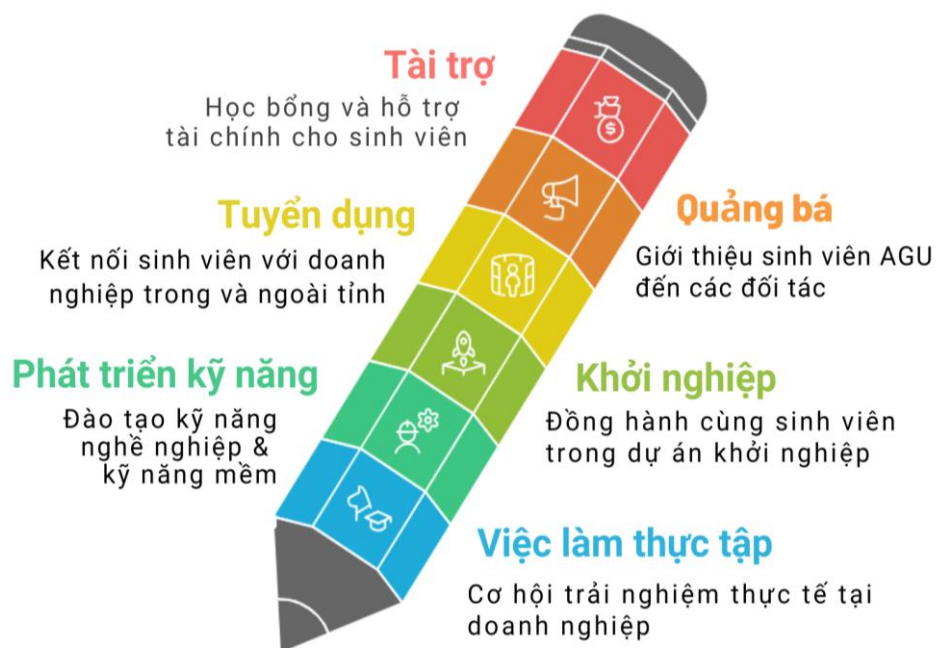 Tài trợ
Học bổng và hỗ trợ
tài chính cho sinh viên
Quảng bá
Giới thiệu sinh viên AGU
đến các đối tác
Tuyển dụng
Kết nối sinh viên với doanh
nghiệp trong và ngoài tỉnh
Khởi nghiệp
Đồng hành cùng sinh viên
trong dự án khởi nghiệp
Phát triển kỹ năng
Đào tạo kỹ năng
nghề nghiệp &
kỹ năng mềm
Việc làm thực tập
Cơ hội trải nghiệm thực tế tại
doanh nghiệp